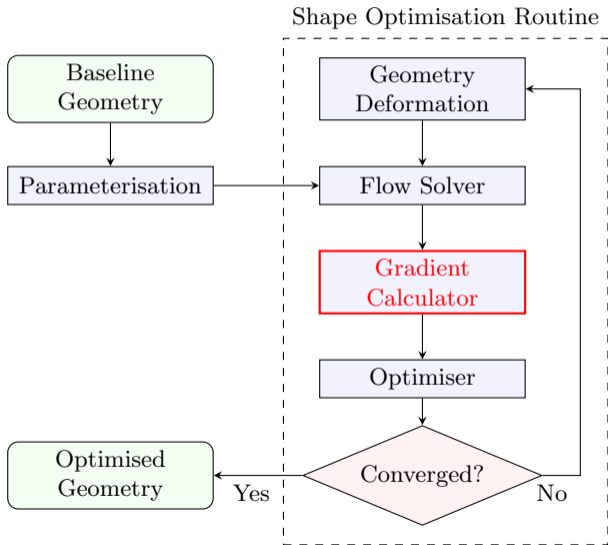 Shape Optimisation Routine
Baseline
Geometry
Geometry
Deformation
Parameterisation
Flow Solver
Gradient
Calculator
Optimiser
Optimised
Geometry
Converged?
Yes
No